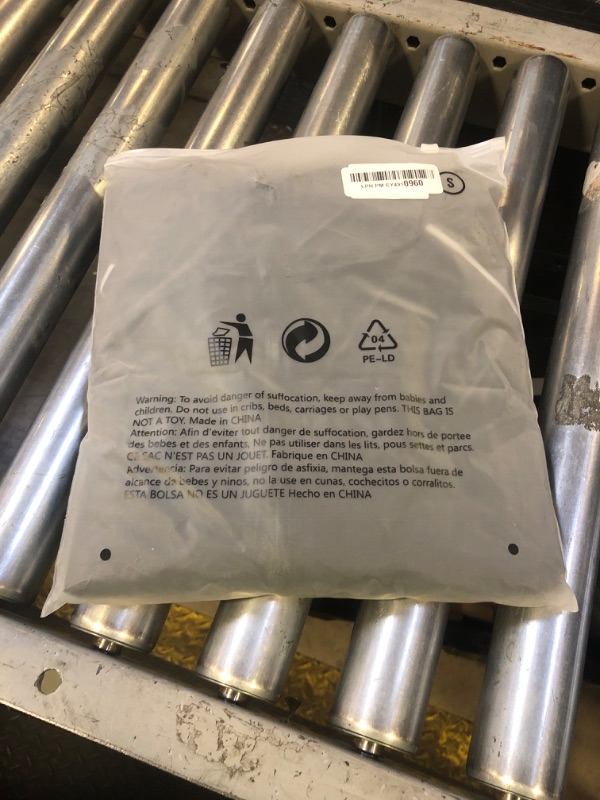 LPN PM EY4910960
S
04
PE-LD
Warning: To avoid danger of suffocation, keep away from babies and
children. Do not use in cribs, beds, carriages or play pens. THIS BAG IS
NOT A TOY. Made in CHINA
Attention: Afin d'eviter tout danger de suffocation, gardez hors de portee
des bebes et des enfants. Ne pas utiliser dans les lits, pous settes et parcs.
CE SAC N'EST PAS UN JOUET. Fabrique en CHINA
Advertencia: Para evitar peligro de asfixia, mantega esta bolsa fuera de
alcance de bebes y ninos, no la use en cunas, cochecitos o corralitos.
ESTA BOLSA NO ES UN JUGUETE Hecho en CHINA